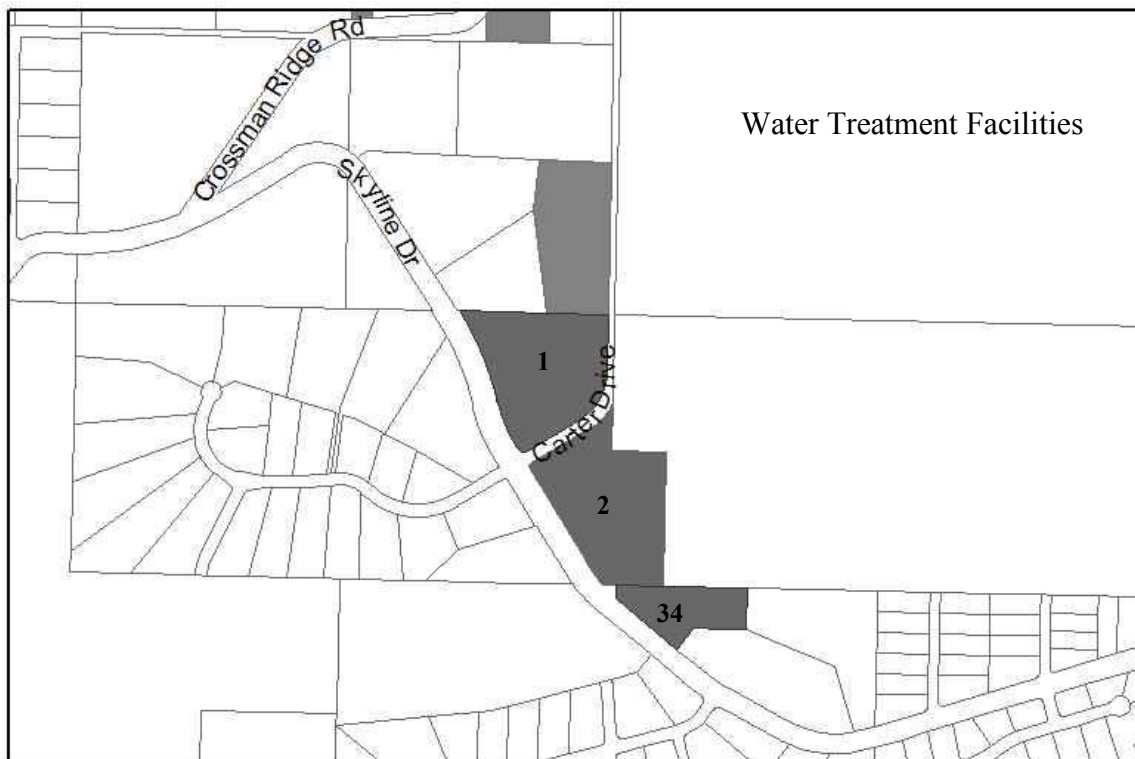 Crossman Ridge Rd
Water Treatment Facilities
Skyline Dr
1
Carter Drive
2
34